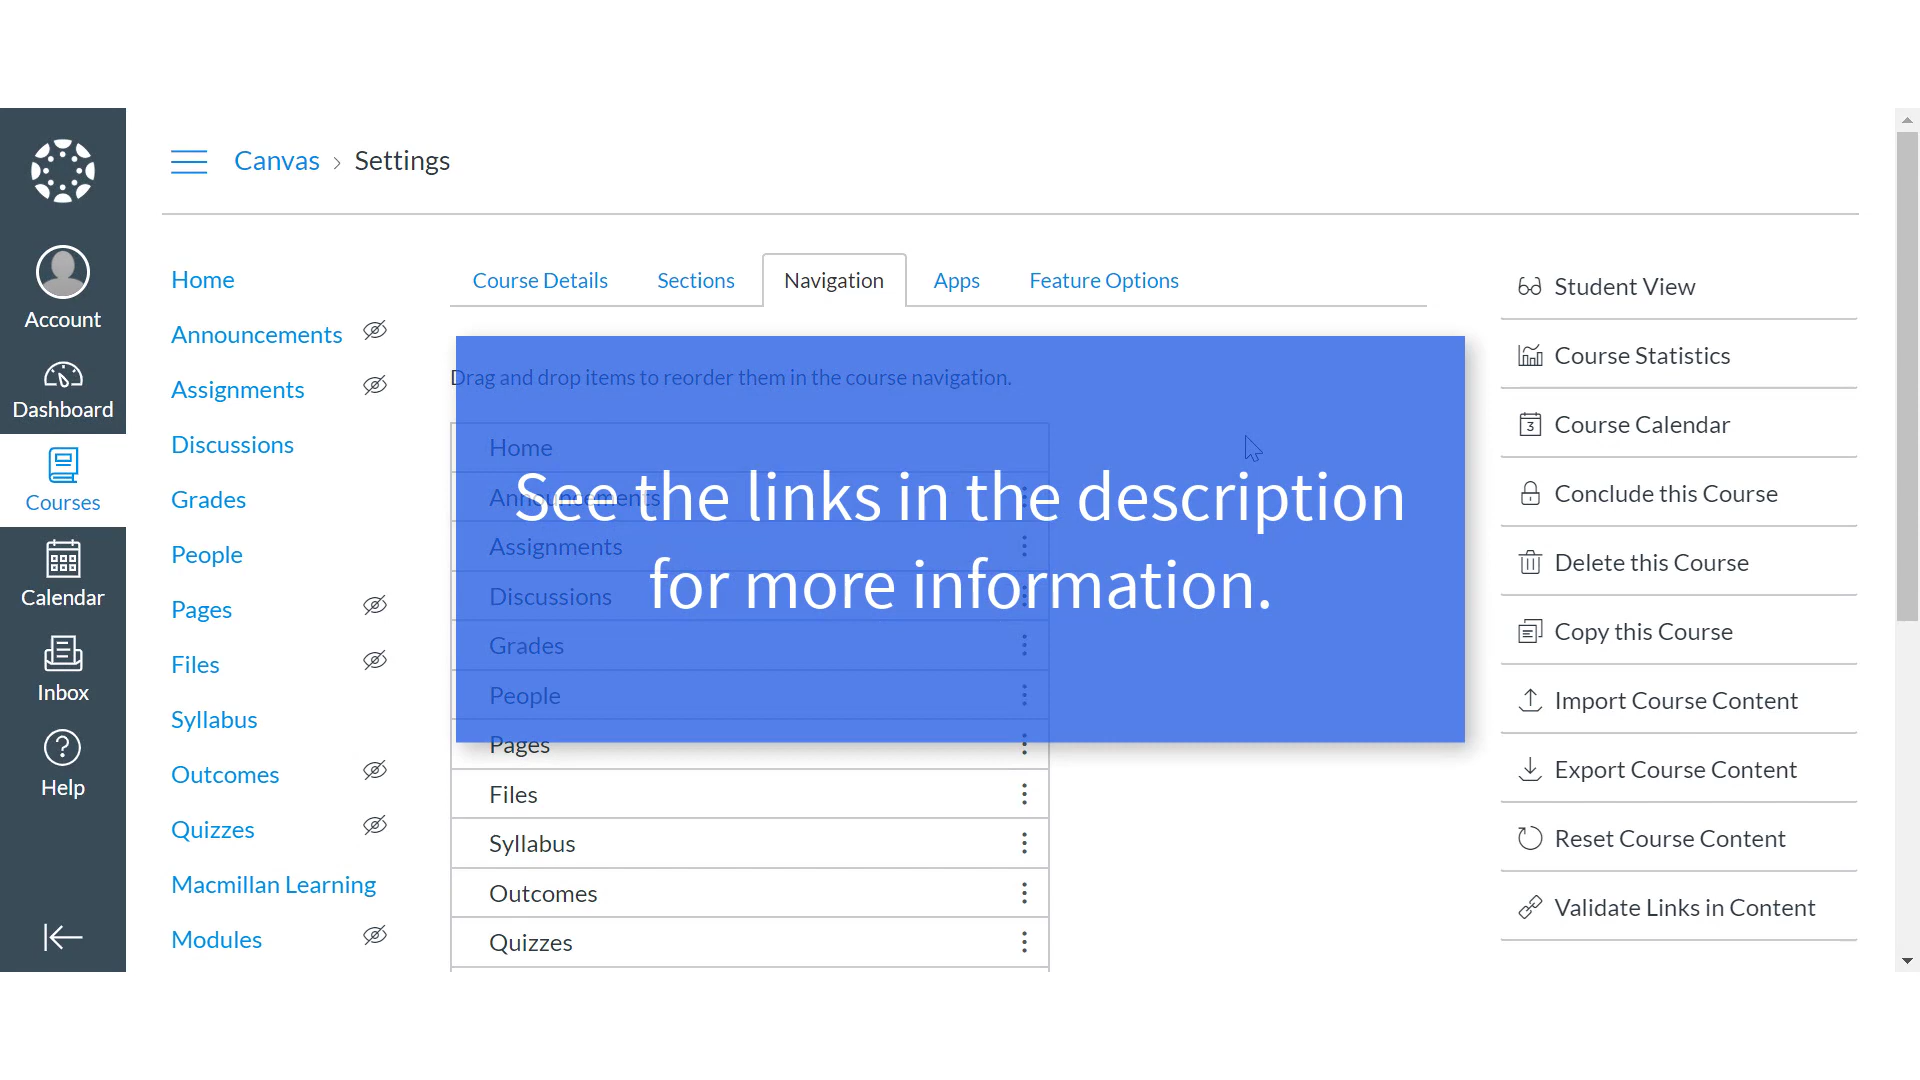 Canvas › Settings
Account
Dashboard
Courses
Calendar
Inbox
Help
Home
Announcements
Assignments
Discussions
Grades
People
Pages
Files
Syllabus
Outcomes
Quizzes
Macmillan Learning
Modules
Course Details
Sections
Navigation
Apps
Feature Options
Drag and drop items to reorder them in the course navigation.
Home
Announcements
Assignments
Discussions
Grades
People
Pages
Files
Syllabus
Outcomes
Quizzes
See the links in the description
for more information.
Student View
Course Statistics
3 Course Calendar
Conclude this Course
Delete this Course
Copy this Course
Import Course Content
Export Course Content
Reset Course Content
Validate Links in Content